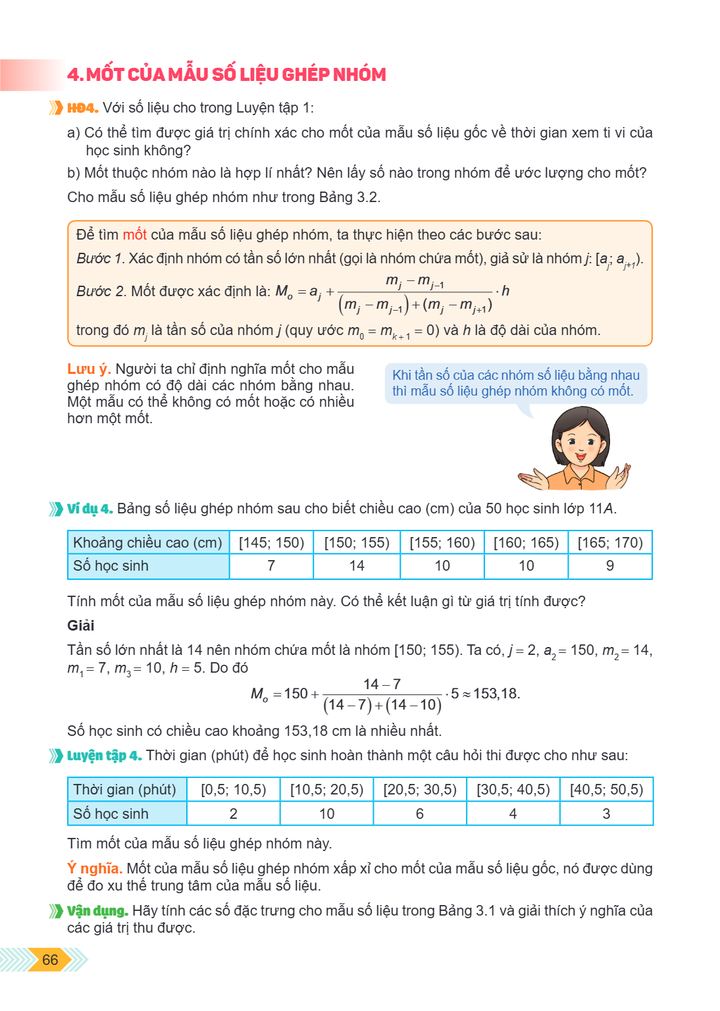 4. MỐT CỦA MẪU SỐ LIỆU GHÉP NHÓM
HĐ4. Với số liệu cho trong Luyện tập 1:
a) Có thể tìm được giá trị chính xác cho mốt của mẫu số liệu gốc về thời gian xem ti vi của
học sinh không?
b) Mốt thuộc nhóm nào là hợp lí nhất? Nên lấy số nào trong nhóm để ước lượng cho mốt?
Cho mẫu số liệu ghép nhóm như trong Bảng 3.2.
Để tìm mốt của mẫu số liệu ghép nhóm, ta thực hiện theo các bước sau:
Bước 1. Xác định nhóm có tần số lớn nhất (gọi là nhóm chứa mốt), giả sử là nhóm j: [a_j; a_{j+1}).
Bước 2. Mốt được xác định là: M_o = a_j + \frac{m_j − m_{j−1}}{(m_j − m_{j−1}) + (m_j − m_{j+1})} · h
trong đó m_j là tần số của nhóm j (quy ước m_0 = m_{k+1} = 0) và h là độ dài của nhóm.
Lưu ý. Người ta chỉ định nghĩa mốt cho mẫu
ghép nhóm có độ dài các nhóm bằng nhau.
Một mẫu có thể không có mốt hoặc có nhiều
hơn một mốt.
Khi tần số của các nhóm số liệu bằng nhau
thì mẫu số liệu ghép nhóm không có mốt.
Ví dụ 4. Bảng số liệu ghép nhóm sau cho biết chiều cao (cm) của 50 học sinh lớp 11A.
Khoảng chiều cao (cm) [145; 150) [150; 155) [155; 160) [160; 165) [165; 170)
Số học sinh 7 14 10 10 9
Tính mốt của mẫu số liệu ghép nhóm này. Có thể kết luận gì từ giá trị tính được?
Giải
Tần số lớn nhất là 14 nên nhóm chứa mốt là nhóm [150; 155). Ta có, j = 2, a_2 = 150, m_2 = 14,
m_1 = 7, m_3 = 10, h = 5. Do đó
M_o = 150 + \frac{14 − 7}{(14 − 7) + (14 − 10)} · 5 ≈ 153,18.
Số học sinh có chiều cao khoảng 153,18 cm là nhiều nhất.
Luyện tập 4. Thời gian (phút) để học sinh hoàn thành một câu hỏi thi được cho như sau:
Thời gian (phút) [0,5; 10,5) [10,5; 20,5) [20,5; 30,5) [30,5; 40,5) [40,5; 50,5)
Số học sinh 2 10 6 4 3
Tìm mốt của mẫu số liệu ghép nhóm này.
Ý nghĩa. Mốt của mẫu số liệu ghép nhóm xấp xỉ cho mốt của mẫu số liệu gốc, nó được dùng
để đo xu thế trung tâm của mẫu số liệu.
Vận dụng. Hãy tính các số đặc trưng cho mẫu số liệu trong Bảng 3.1 và giải thích ý nghĩa của
các giá trị thu được.
66